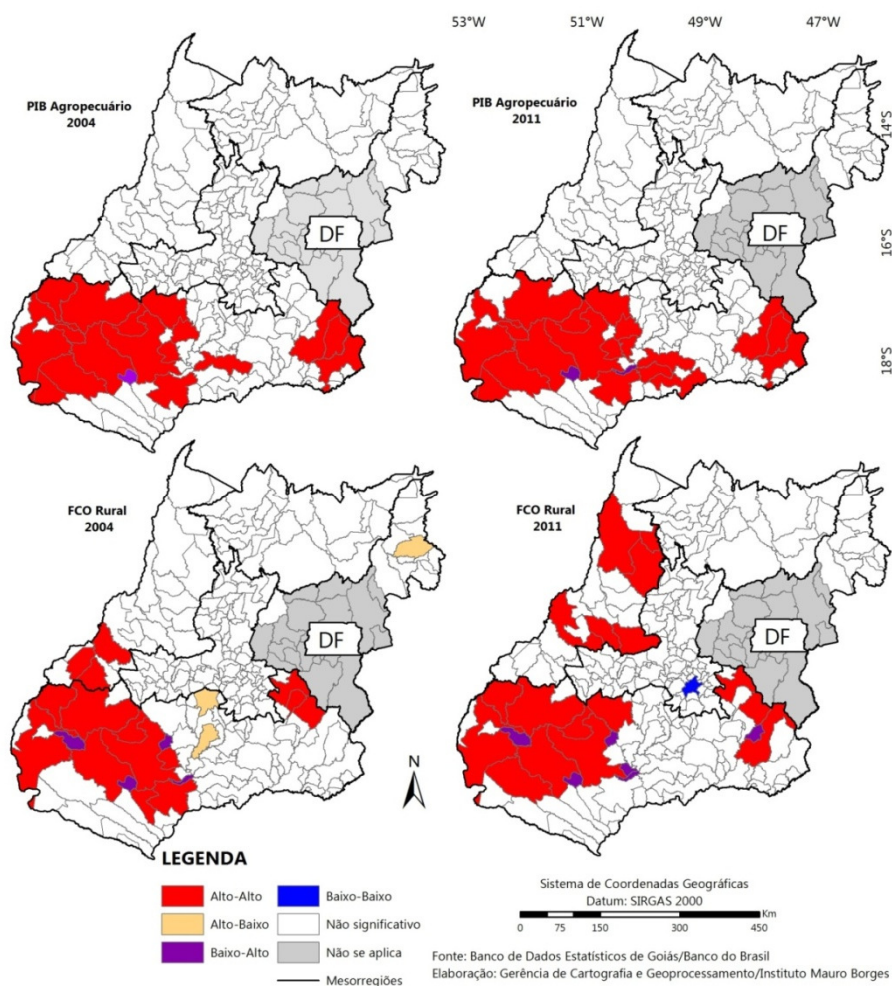 53°W 51°W 49°W 47°W
PIB Agropecuário
2004
PIB Agropecuário
2011
14°S
16°S
18°S
DF
DF
FCO Rural
2004
FCO Rural
2011
DF
DF
N
LEGENDA
Alto-Alto
Alto-Baixo
Baixo-Alto
Baixo-Baixo
Não significativo
Não se aplica
Mesorregiões
Sistema de Coordenadas Geográficas
Datum: SIRGAS 2000
Km
0 75 150 300 450
Fonte: Banco de Dados Estatísticos de Goiás/Banco do Brasil
Elaboração: Gerência de Cartografia e Geoprocessamento/Instituto Mauro Borges